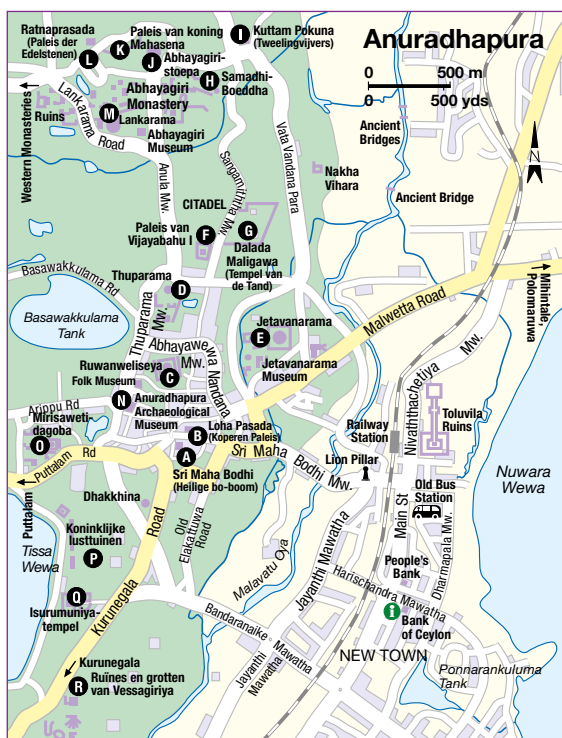 Anuradhapura
0 500 m
0 500 yds
N
Ratnaprasada
(Paleis der
Edelstenen)
L
K
Paleis van koning
Mahasena
J
Abhayagiri-
stoepa
I
Kuttam Pokuna
(Tweelingvijvers)
H
Samadhi-
Boeddha
Abhayagiri
Monastery
M
Lankarama
Abhayagiri
Museum
Ruins
Western Monasteries
Lankarama Road
Anula Mw.
Sangamiththa Mw.
Vata Vandana Para
Ancient
Bridges
Nakha
Vihara
Ancient Bridge
CITADEL
Paleis van
Vijayabahu I
F
G
Dalada
Maligawa
(Tempel van
de Tand)
Basawakkulama Rd
Thuparama
D
Basawakkulama
Tank
Thuparama Mw.
Abhayawewa
Mw.
Nandana
E
Jetavanarama
Jetavanarama
Museum
Malwetta Road
Mihintale,
Polonnaruwa
Ruwanweliseya
C
Folk Museum
N
Anuradhapura
Archaeological
Museum
Arippu Rd
Mirisaweti-
dagoba
O
B
Loha Pasada
(Koperen Paleis)
A
Sri Maha Bodhi
(Heilige bo-boom)
Sri Maha Bodhi Mw.
Railway
Station
Lion Pillar
Nivaththachetiya Mw.
Toluvila
Ruins
Nuwara
Wewa
Puttalam Rd
Puttalam
Dhakkhina
Old
Elakattuwa
Road
Kurunegala Road
Malavatu Oya
Jayanthi Mawatha
Main St
Old Bus
Station
Dharmapala Mw.
Koninklijke
lusttuinen
P
Tissa
Wewa
Q
Isurumuniya-
tempel
People's
Bank
Harischandra Mawatha
i
Bank
of Ceylon
Bandaranaike Mawatha
Jayanthi
Mawatha
NEW TOWN
Ponnarankuluma
Tank
Kurunegala
R
Ruïnes en grotten
van Vessagiriya